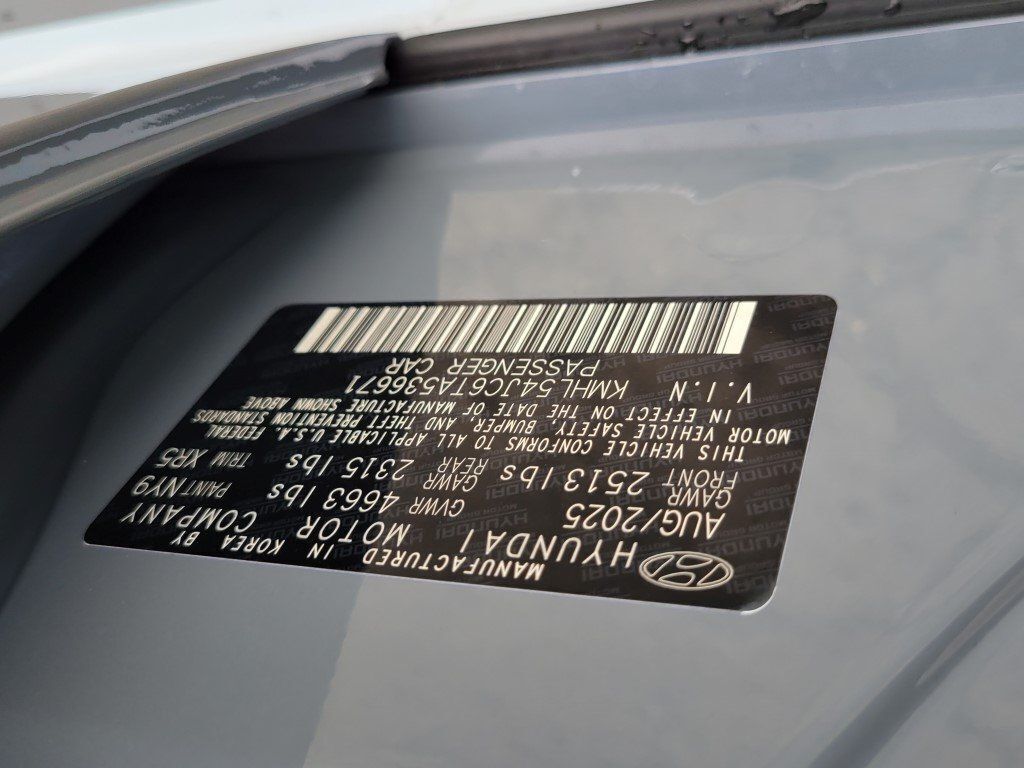 MANUFACTURED IN KOREA BY
HYUNDAI MOTOR COMPANY
AUG/2025 GVWR 4663 lbs PAINT NY9
GAWR FRONT 2513 lbs GAWR REAR 2315 lbs TRIM XR5
THIS VEHICLE CONFORMS TO ALL APPLICABLE U.S.A. FEDERAL
MOTOR VEHICLE SAFETY, BUMPER, AND THEFT PREVENTION STANDARDS
IN EFFECT ON THE DATE OF MANUFACTURE SHOWN ABOVE
V.I.N KMHL54JC6TA536671
PASSENGER CAR